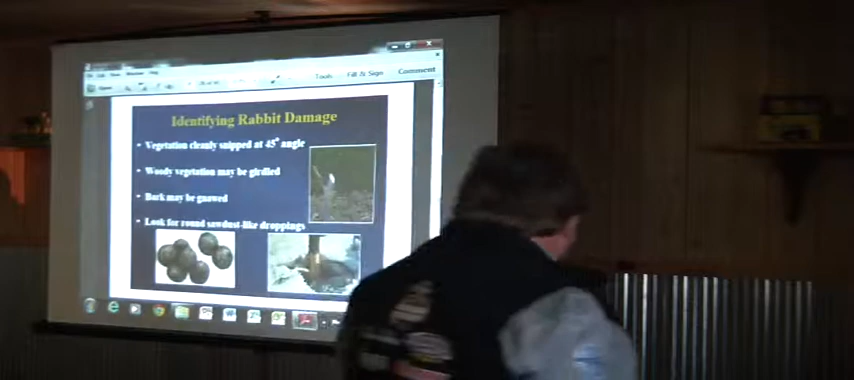 Tools Fill & Sign Comment
Identifying Rabbit Damage
• Vegetation cleanly snipped at 45° angle
• Woody vegetation may be girdled
• Bark may be gnawed
• Look for round sawdust-like droppings